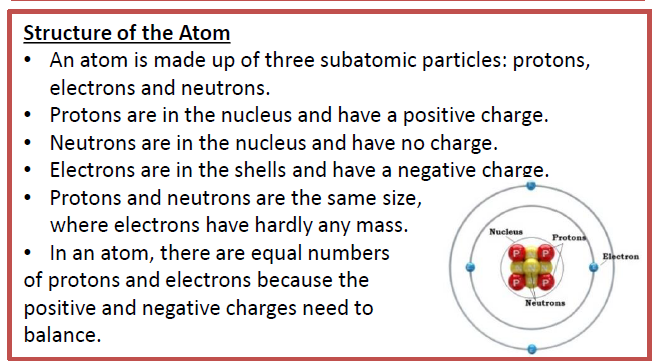 Structure of the Atom
• An atom is made up of three subatomic particles: protons,
electrons and neutrons.
• Protons are in the nucleus and have a positive charge.
• Neutrons are in the nucleus and have no charge.
• Electrons are in the shells and have a negative charge.
• Protons and neutrons are the same size,
where electrons have hardly any mass.
• In an atom, there are equal numbers
of protons and electrons because the
positive and negative charges need to
balance.
Nucleus
Protons
Electron
P P
P P
Neutrons